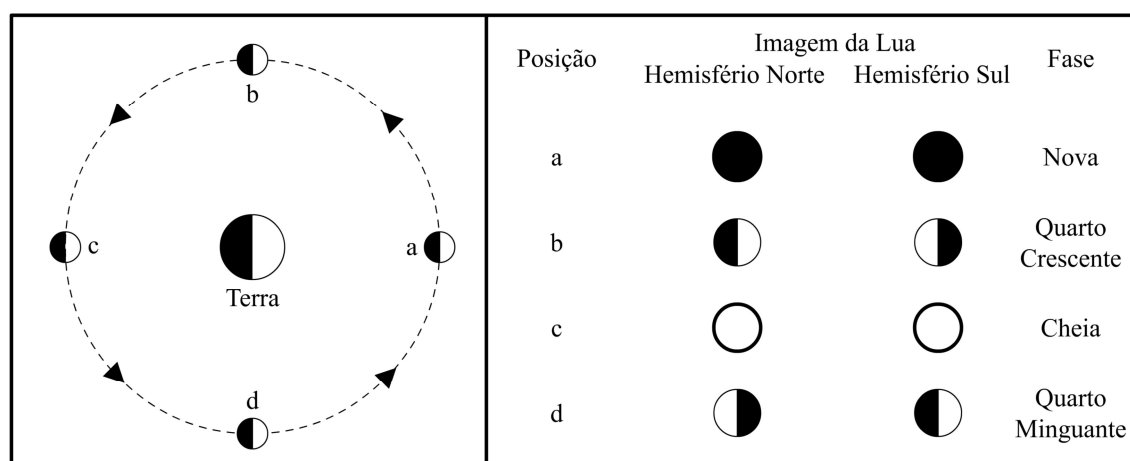 b
c
a
Terra
d
Posição
Imagem da Lua
Hemisfério Norte
Hemisfério Sul
Fase
a
Nova
b
Quarto
Crescente
c
Cheia
d
Quarto
Minguante